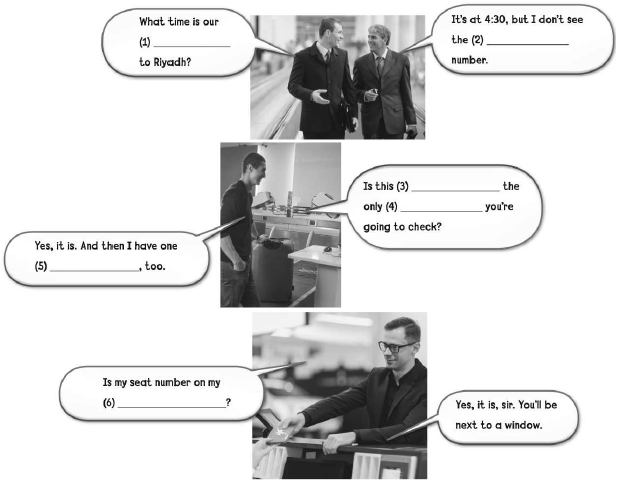 What time is our
(1) _______________
to Riyadh?
It's at 4:30, but I don't see
the (2) _______________
number.
Is this (3) _______________ the
only (4) _______________ you're
going to check?
Yes, it is. And then I have one
(5) _______________, too.
Is my seat number on my
(6) _______________?
Yes, it is, sir. You'll be
next to a window.